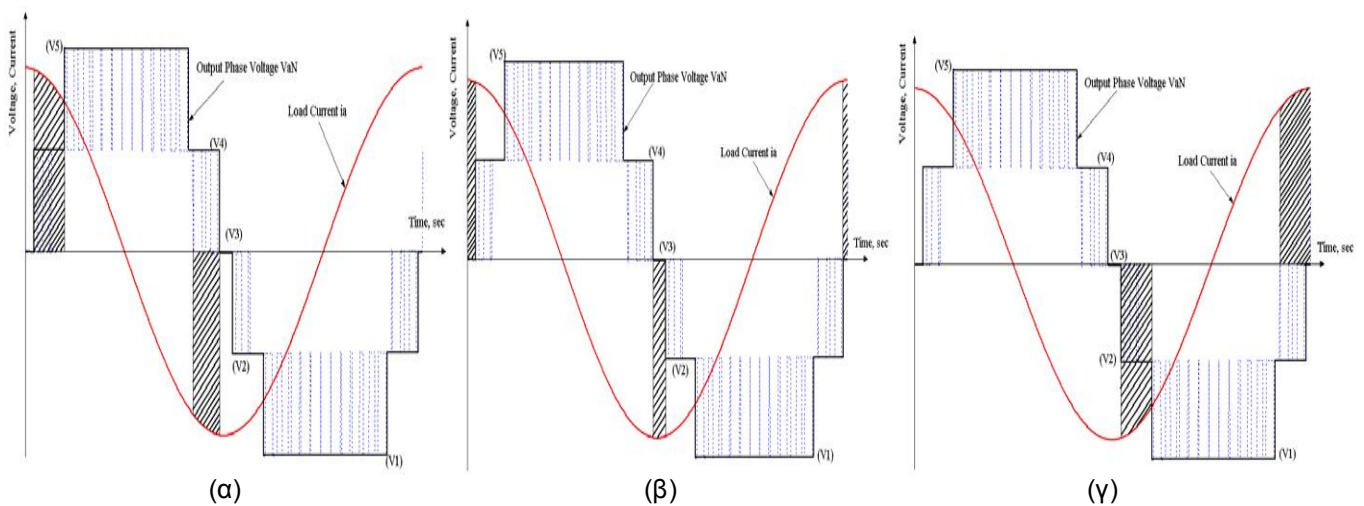 Voltage, Current
(V5)
Output Phase Voltage VaN
Load Current ia
(V4)
Time, sec
(V3)
(V2)
(V1)
(α)
Voltage, Current
(V5)
Output Phase Voltage VaN
(V4)
Load Current ia
(V3)
Time, sec
(V2)
(V1)
(β)
Voltage, Current
(V5)
Output Phase Voltage VaN
(V4)
Load Current ia
(V3)
Time, sec
(V2)
(V1)
(γ)